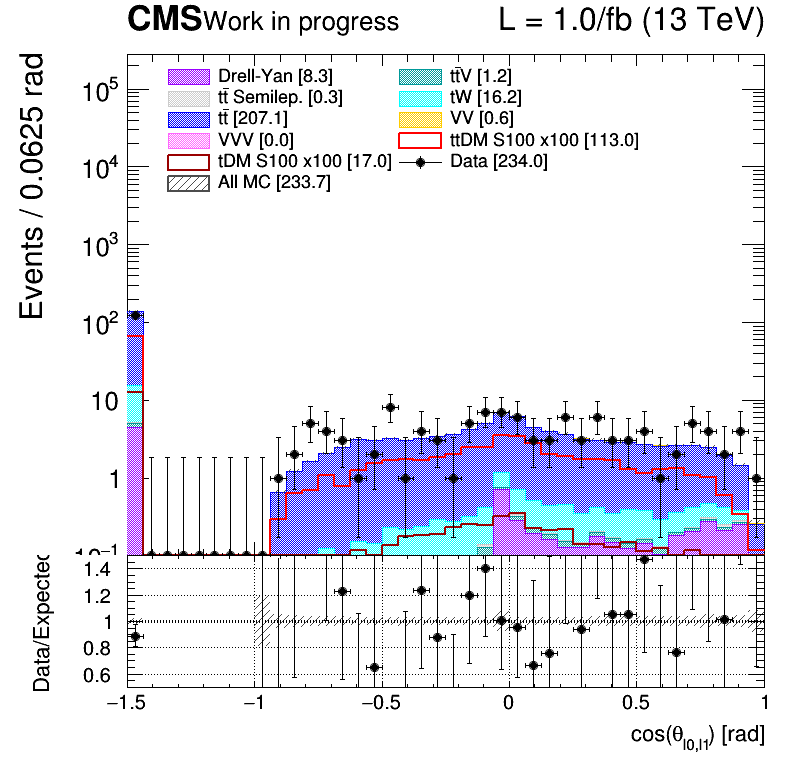 CMS Work in progress L = 1.0/fb (13 TeV)
Events / 0.0625 rad
Drell-Yan [8.3] tt̄V [1.2]
tt̄ Semilep. [0.3] tW [16.2]
tt̄ [207.1] VV [0.6]
VVV [0.0] ttDM S100 x100 [113.0]
tDM S100 x100 [17.0] Data [234.0]
All MC [233.7]
10⁵
10⁴
10³
10²
10
1
10⁻¹
Data/Expected
1.4
1.2
1
0.8
0.6
−1.5 −1 −0.5 0 0.5 1
cos(θ_l0,l1) [rad]